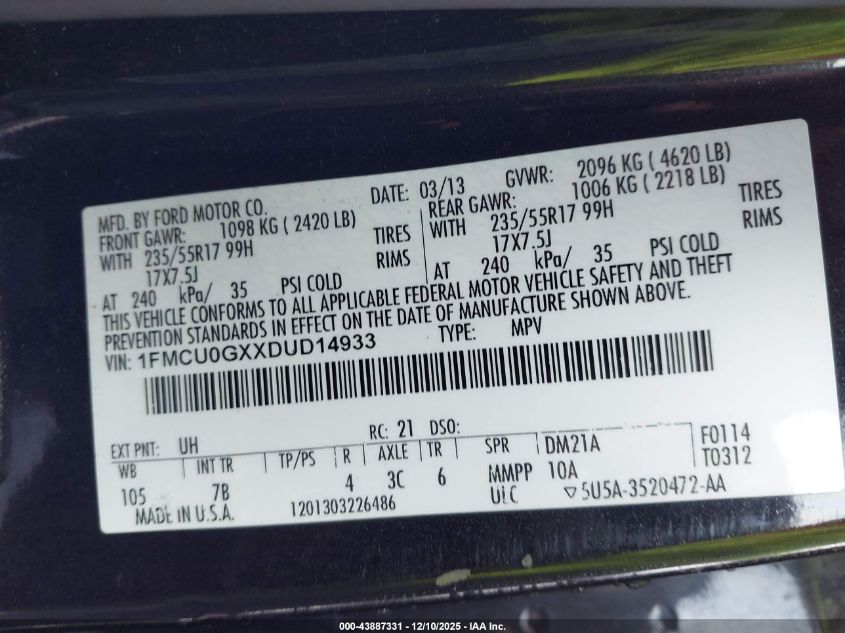 MFD. BY FORD MOTOR CO.
DATE: 03/13 GVWR: 2096 KG ( 4620 LB)
FRONT GAWR: 1098 KG ( 2420 LB) REAR GAWR: 1006 KG ( 2218 LB)
WITH 235/55R17 99H TIRES WITH 235/55R17 99H TIRES
17X7.5J RIMS 17X7.5J RIMS
AT 240 kPa/ 35 PSI COLD AT 240 kPa/ 35 PSI COLD
THIS VEHICLE CONFORMS TO ALL APPLICABLE FEDERAL MOTOR VEHICLE SAFETY AND THEFT
PREVENTION STANDARDS IN EFFECT ON THE DATE OF MANUFACTURE SHOWN ABOVE.
VIN: 1FMCU0GXXDUD14933 TYPE: MPV
EXT PNT: UH RC: 21 DSO:
WB INT TR TP/PS R AXLE TR SPR DM21A F0114
105 7B 4 3C 6 MMPP 10A T0312
MADE IN U.S.A. 1201303226486 ULC ▽5U5A-3520472-AA
000-43887331 - 12/10/2025 - IAA Inc.